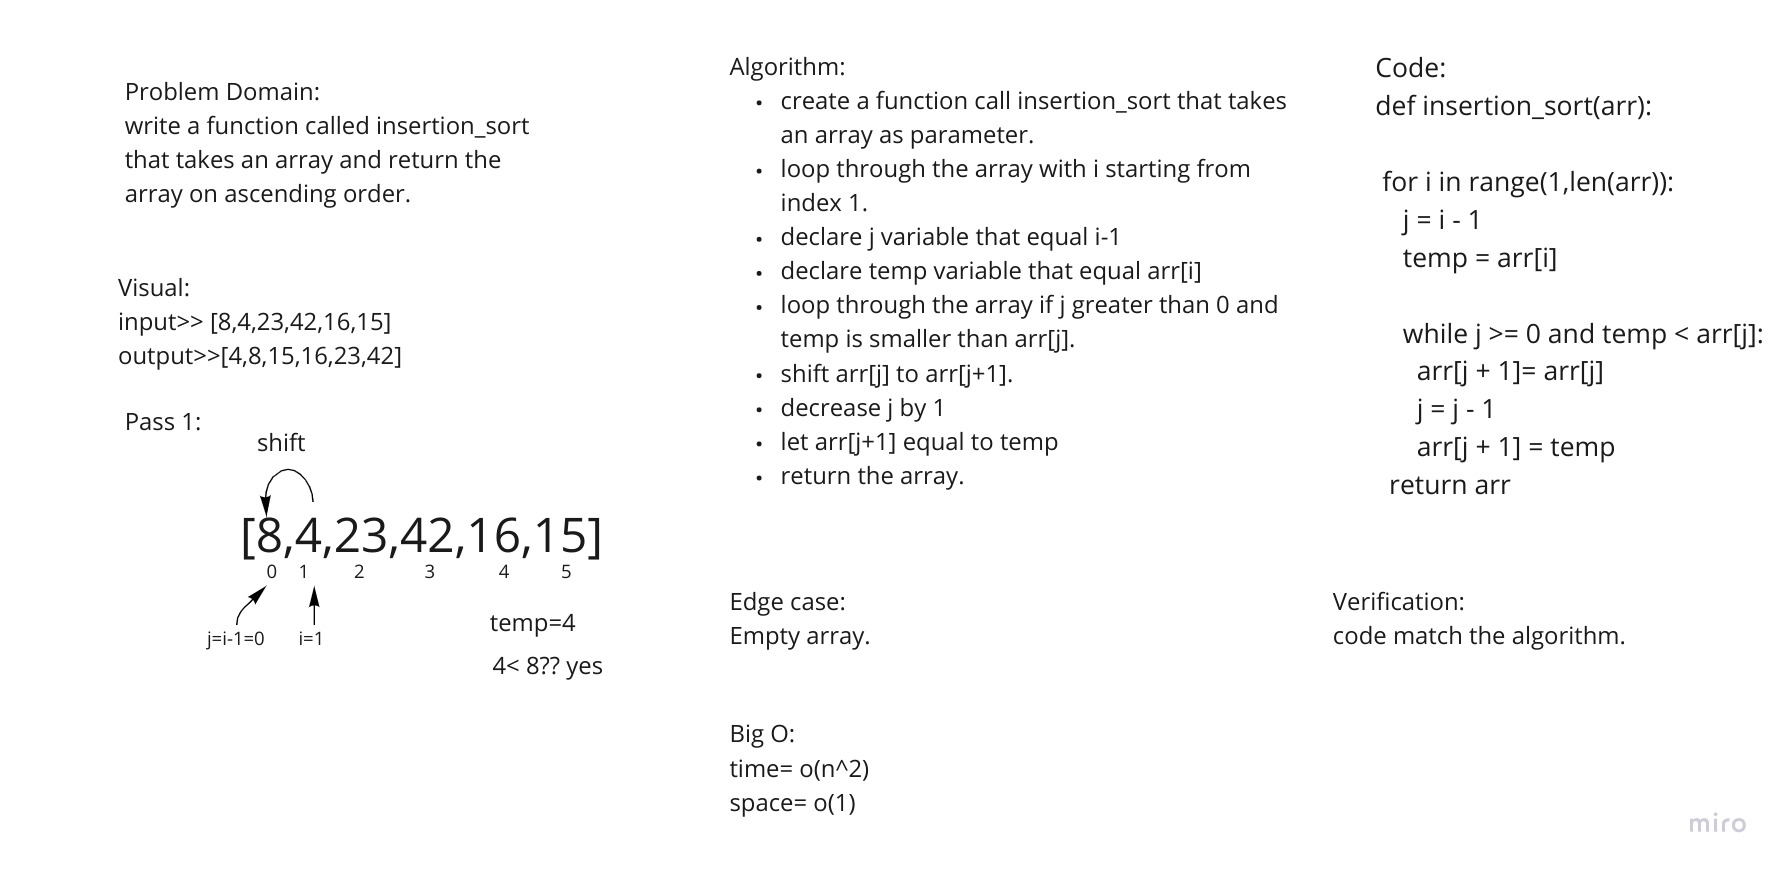 Problem Domain:
write a function called insertion_sort
that takes an array and return the
array on ascending order.
Visual:
input>> [8,4,23,42,16,15]
output>>[4,8,15,16,23,42]
Pass 1:
shift
[8,4,23,42,16,15]
0 1 2 3 4 5
j=i-1=0 i=1
temp=4
4< 8?? yes
Algorithm:
• create a function call insertion_sort that takes
an array as parameter.
• loop through the array with i starting from
index 1.
• declare j variable that equal i-1
• declare temp variable that equal arr[i]
• loop through the array if j greater than 0 and
temp is smaller than arr[j].
• shift arr[j] to arr[j+1].
• decrease j by 1
• let arr[j+1] equal to temp
• return the array.
Edge case:
Empty array.
Big O:
time= o(n^2)
space= o(1)
Code:
def insertion_sort(arr):
for i in range(1,len(arr)):
j = i - 1
temp = arr[i]
while j >= 0 and temp < arr[j]:
arr[j + 1]= arr[j]
j = j - 1
arr[j + 1] = temp
return arr
Verification:
code match the algorithm.
miro